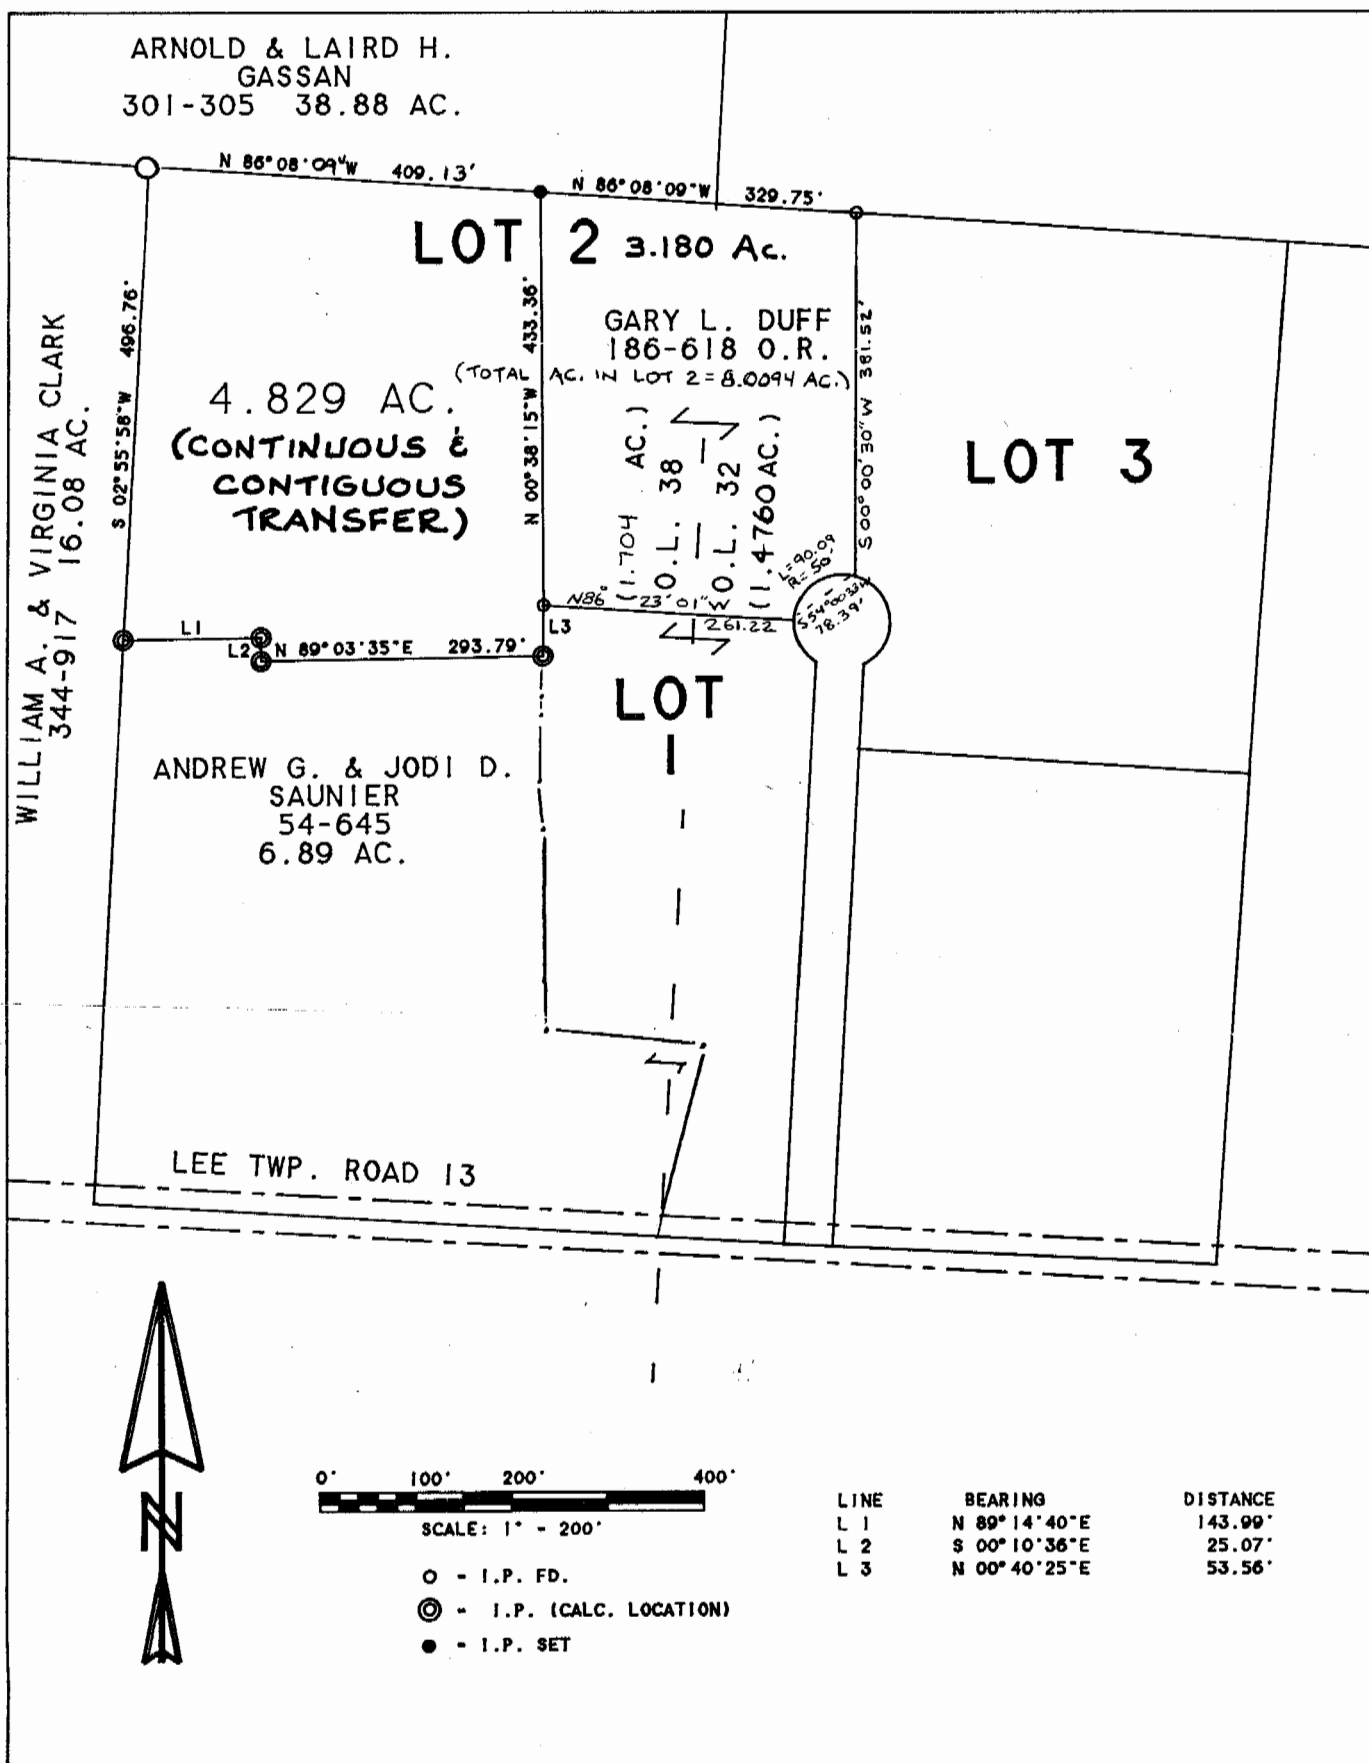 ARNOLD & LAIRD H.
GASSAN
301-305 38.88 AC.
N 86°08'09"W 409.13'
N 86°08'09"W 329.75'
LOT 2 3.180 Ac.
S 02°55'58"W 496.76'
WILLIAM A. & VIRGINIA CLARK
344-917 16.08 AC.
N 00°38'15"W 433.36'
GARY L. DUFF
186-618 O.R.
(TOTAL AC. IN LOT 2 = 8.0094 AC.)
4.829 AC.
(CONTINUOUS &
CONTIGUOUS
TRANSFER)
(1.704 AC.)
O.L. 38
O.L. 32
(1.4760 AC.)
S 00°00'30"W 381.52'
LOT 3
L=90.09
R=50'
S 54°00'33"W
78.39'
N86° 23'01"W
261.22
L1
L2
N 89°03'35"E 293.79'
L3
LOT
1
ANDREW G. & JODI D.
SAUNIER
54-645
6.89 AC.
LEE TWP. ROAD 13
N
0' 100' 200' 400'
SCALE: 1" - 200'
O - I.P. FD.
◎ - I.P. (CALC. LOCATION)
● - I.P. SET
LINE BEARING DISTANCE
L 1 N 89°14'40"E 143.99'
L 2 S 00°10'36"E 25.07'
L 3 N 00°40'25"E 53.56'